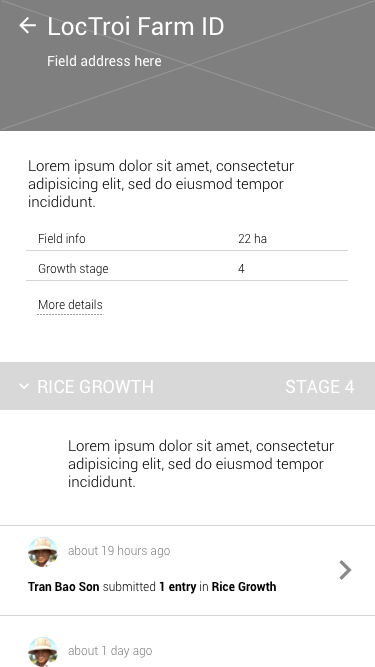 LocTroi Farm ID
Field address here
Lorem ipsum dolor sit amet, consectetur
adipisicing elit, sed do eiusmod tempor
incididunt.
Field info 22 ha
Growth stage 4
More details
RICE GROWTH STAGE 4
Lorem ipsum dolor sit amet, consectetur
adipisicing elit, sed do eiusmod tempor
incididunt.
about 19 hours ago
Tran Bao Son submitted 1 entry in Rice Growth
about 1 day ago